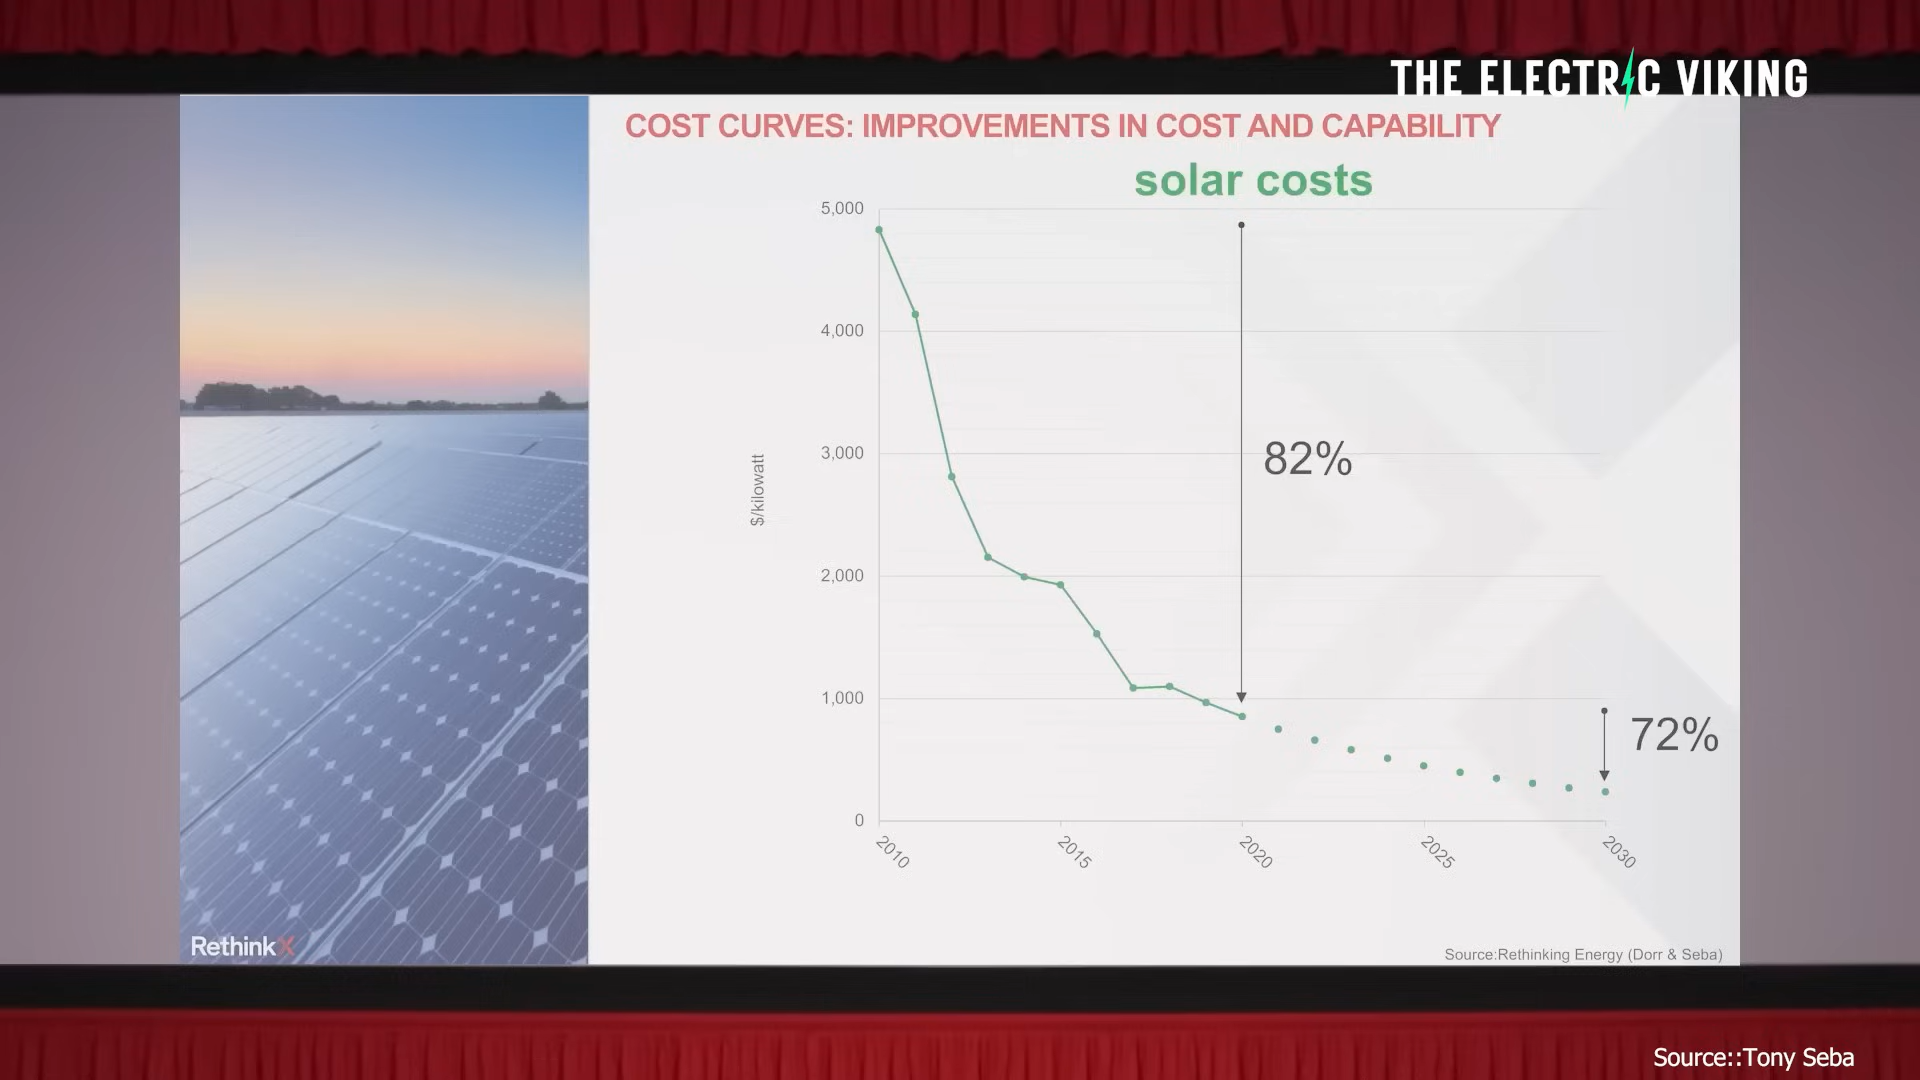 THE ELECTRIC VIKING
COST CURVES: IMPROVEMENTS IN COST AND CAPABILITY
solar costs
5,000
4,000
3,000
2,000
1,000
0
$/kilowatt
82%
72%
2010
2015
2020
2025
2030
RethinkX
Source:Rethinking Energy (Dorr & Seba)
Source::Tony Seba